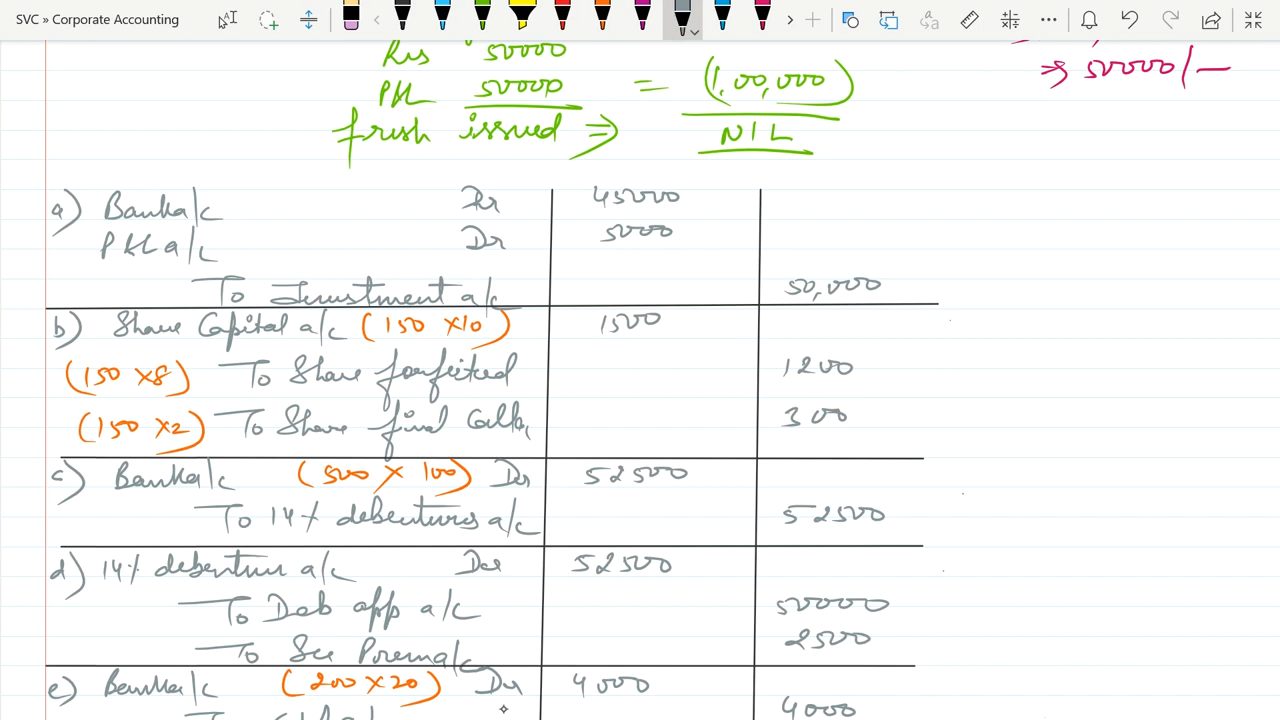 SVC » Corporate Accounting
Res 50000
⇒ 50000/-
P&L 50000 = (1,00,000)
fresh issued ⇒ NIL
a) Bank a/c Dr 45000
P&L a/c Dr 5000
To Investment a/c 50,000
b) Share Capital a/c (150 x10) 1500
(150 x8) To Share forfeited 1200
(150 x2) To Share final Calls 300
c) Bank a/c (500 x 100) Dr 52500
To 14% debentures a/c 52500
d) 14% debenture a/c Dr 52500
To Deb app a/c 50000
To Sec Prem a/c 2500
e) Bank a/c (200 x 20) Dr 4000
4000